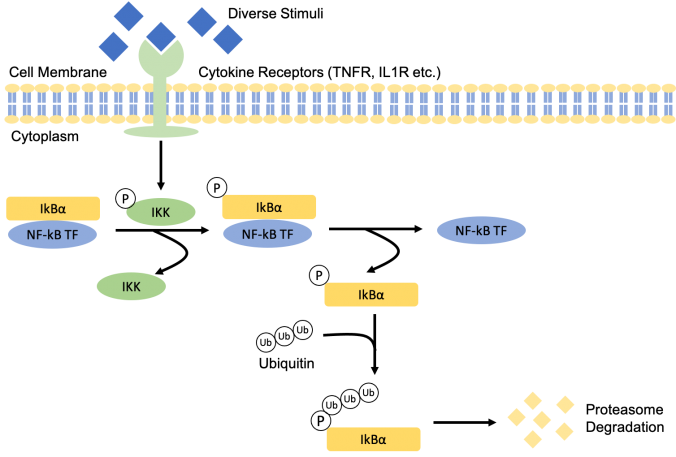 Diverse Stimuli
Cell Membrane
Cytokine Receptors (TNFR, IL1R etc.)
Cytoplasm
P
IkBα
NF-kB TF
P
IKK
IKK
P
IkBα
NF-kB TF
NF-kB TF
P
IkBα
Ub Ub Ub
Ubiquitin
Ub Ub Ub
P
IkBα
Proteasome
Degradation